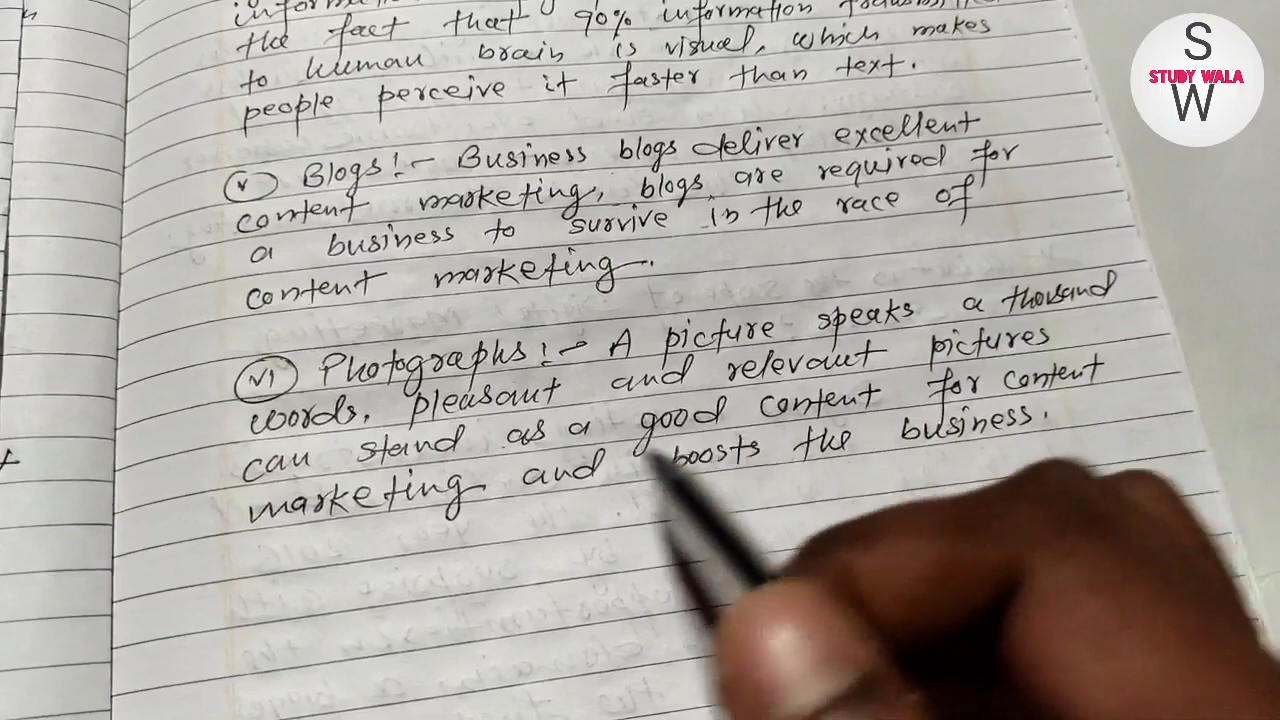 the fact that 90% information
to human brain is visual, which makes
people perceive it faster than text.
(v) Blogs!- Business blogs deliver excellent
content marketing, blogs are required for
a business to survive in the race of
content marketing.
(vi) Photographs!- A picture speaks a thousand
words, pleasant and relevant pictures
can stand as a good content for content
marketing and boosts the business.
S
STUDY WALA
W